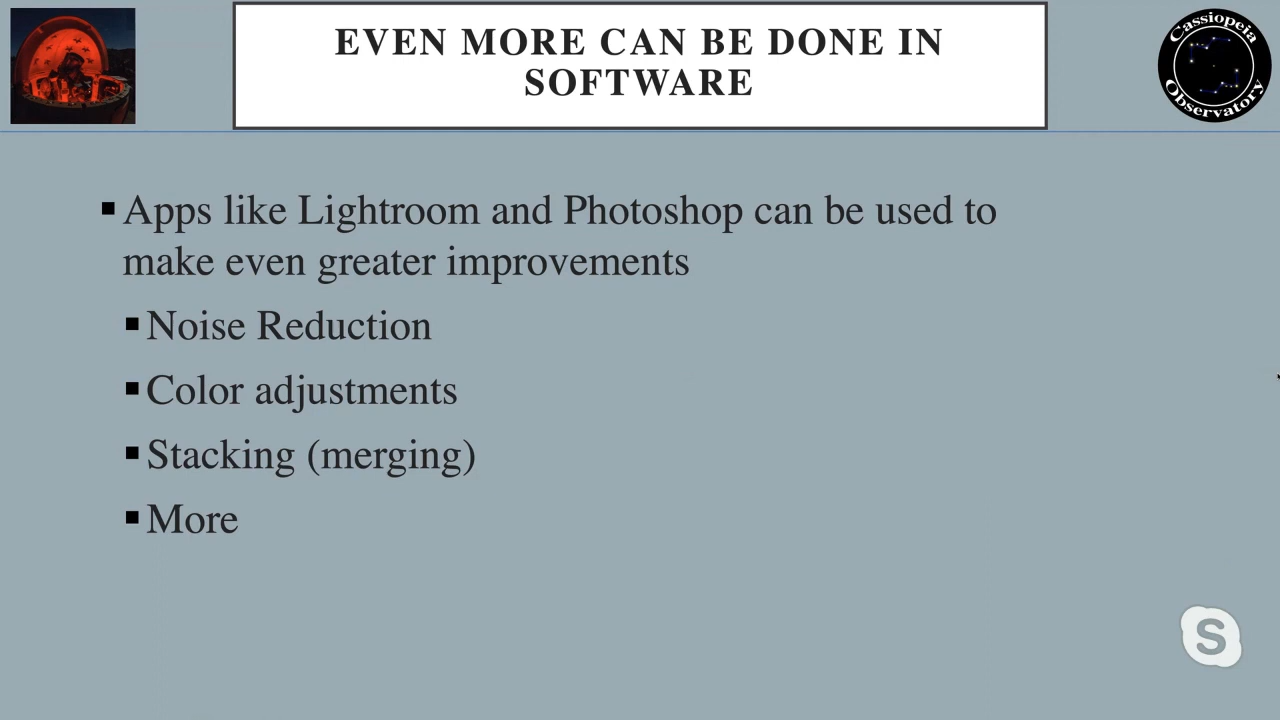 EVEN MORE CAN BE DONE IN
SOFTWARE
Cassiopeia
Observatory
▪Apps like Lightroom and Photoshop can be used to
make even greater improvements
▪Noise Reduction
▪Color adjustments
▪Stacking (merging)
▪More
S